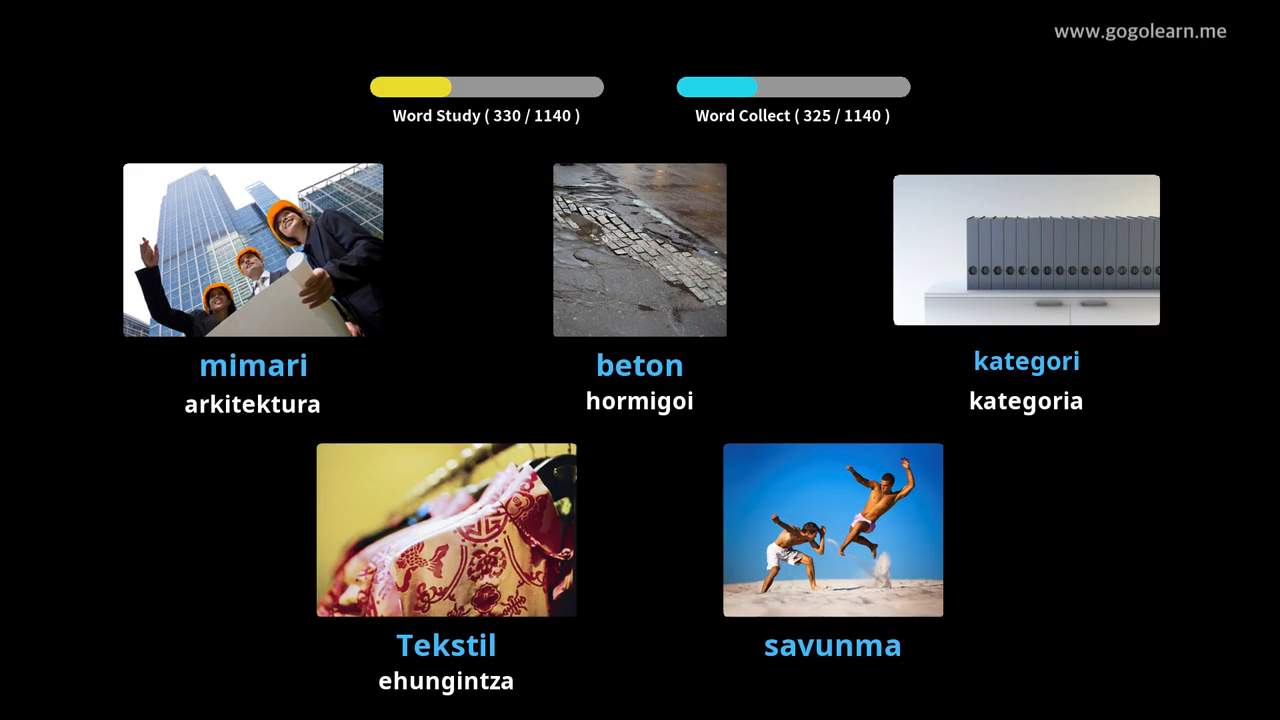 www.gogolearn.me
Word Study ( 330 / 1140 )
Word Collect ( 325 / 1140 )
mimari
arkitektura
beton
hormigoi
kategori
kategoria
Tekstil
ehungintza
savunma